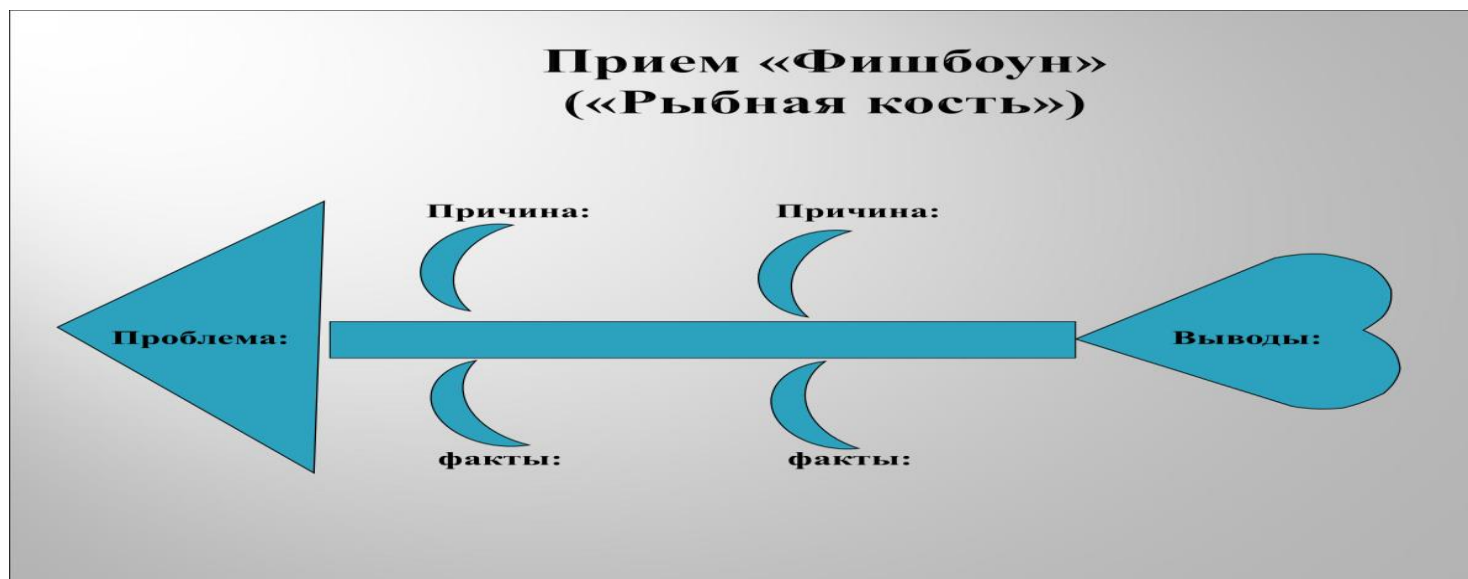 Прием «Фишбоун»
(«Рыбная кость»)
Причина:
Причина:
Проблема:
Выводы:
факты:
факты: